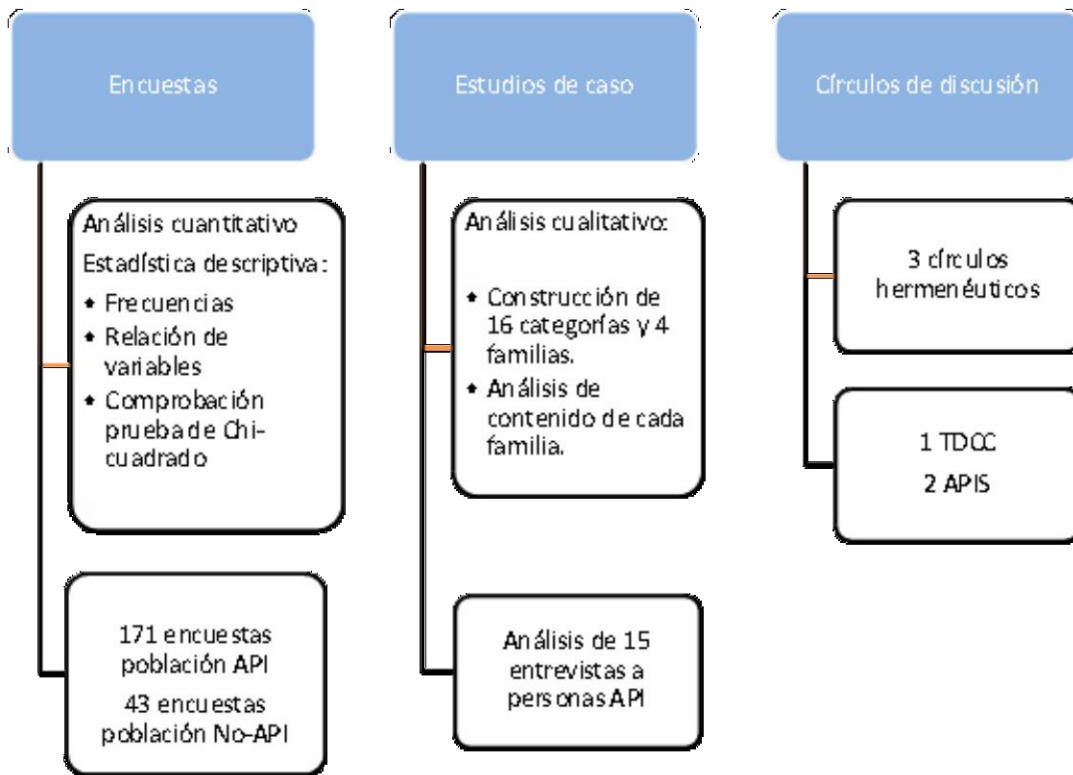 Encuestas
Análisis cuantitativo
Estadística descriptiva:
• Frecuencias
• Relación de
variables
• Comprobación
prueba de Chi-
cuadrado
171 encuestas
población API
43 encuestas
población No-API
Estudios de caso
Análisis cualitativo:
• Construcción de
16 categorías y 4
familias.
• Análisis de
contenido de cada
familia.
Análisis de 15
entrevistas a
personas API
Círculos de discusión
3 círculos
hermenéuticos
1 TDCC
2 APIS